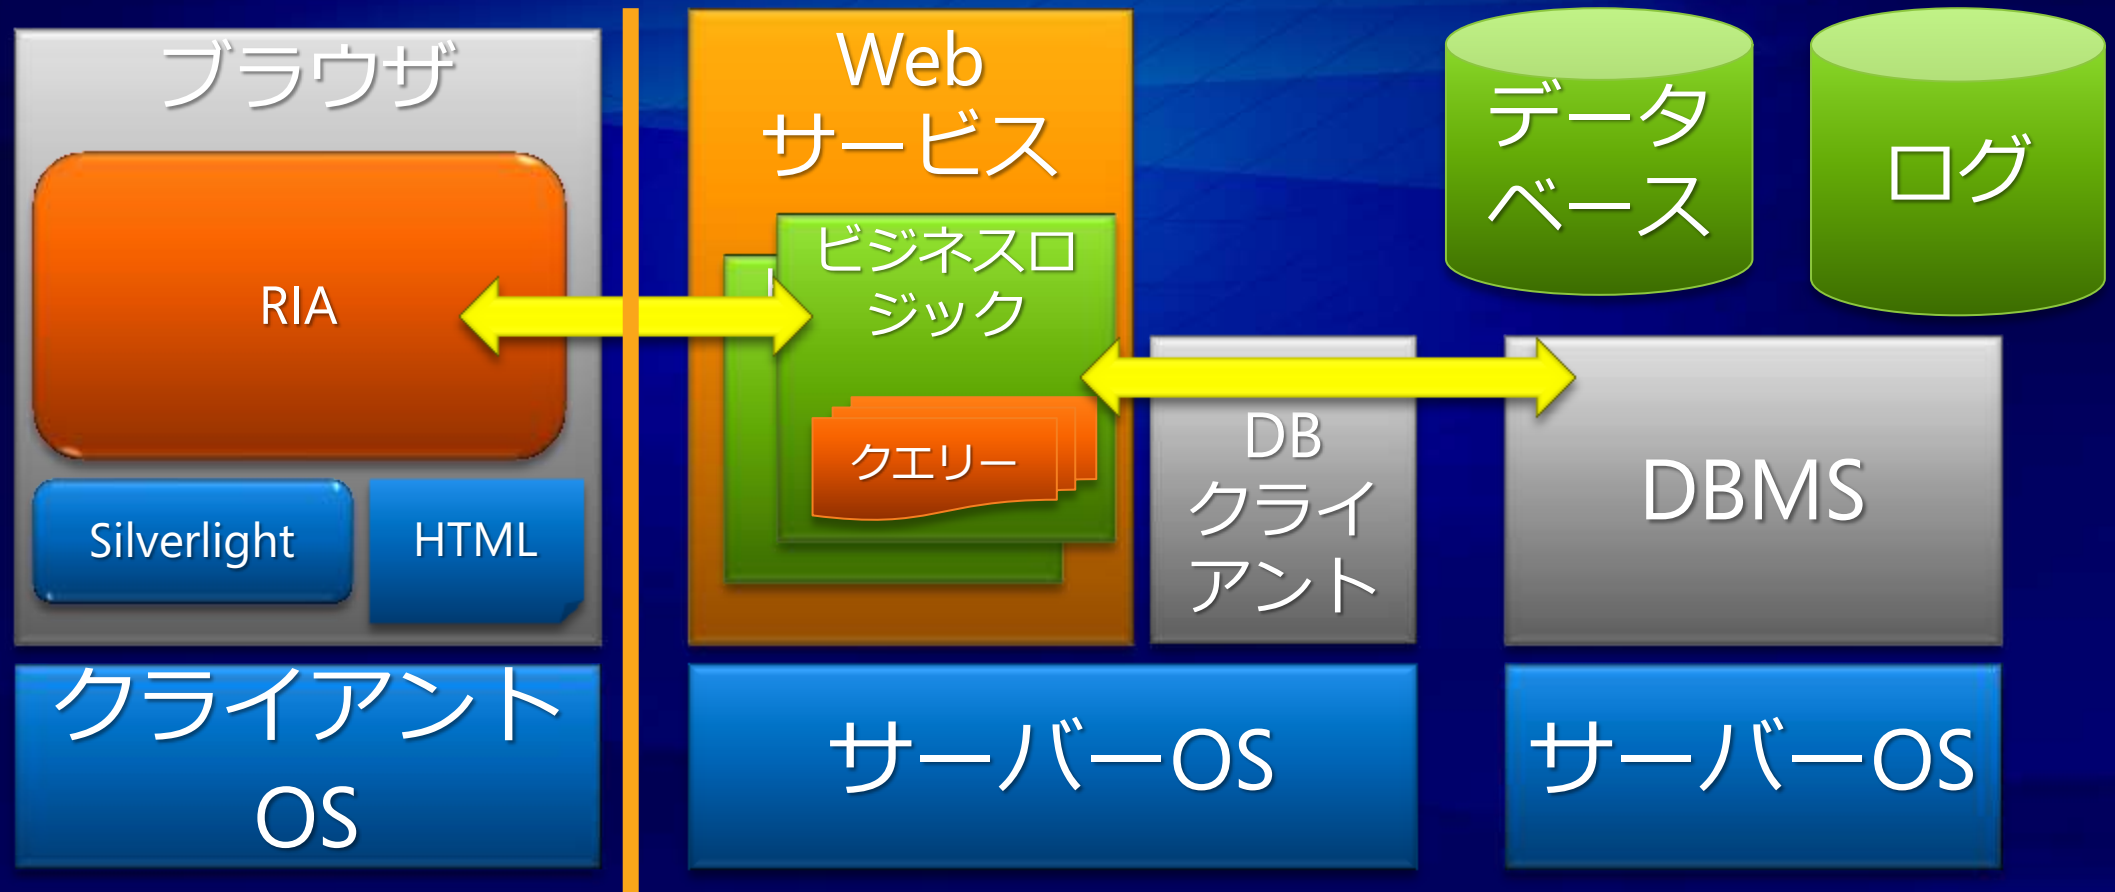 ブラウザ
RIA
Silverlight
HTML
クライアント
OS
Web
サービス
ビジネスロ
ジック
クエリー
DB
クライ
アント
サーバーOS
データ
ベース
ログ
DBMS
サーバーOS